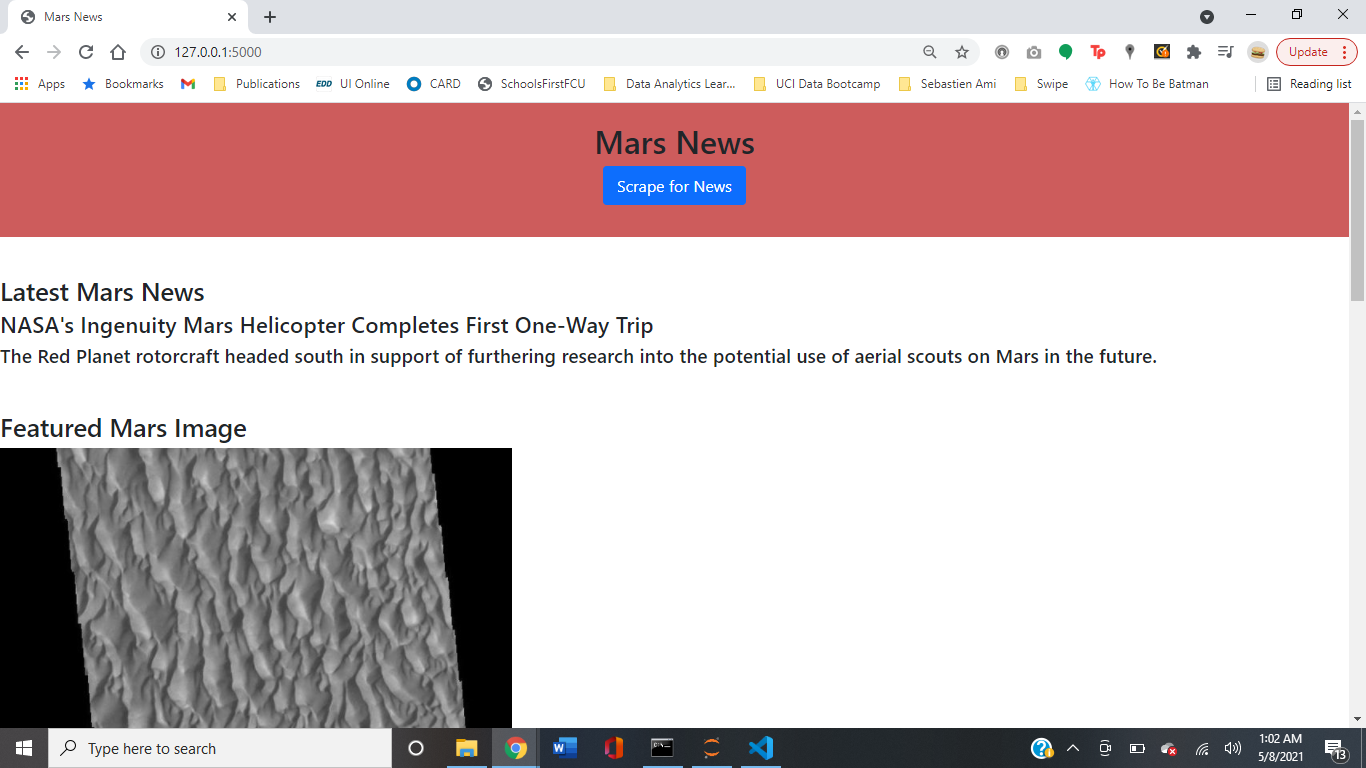 Mars News
127.0.0.1:5000
Tp
Update
Apps
Bookmarks
Publications
EDD UI Online
CARD
SchoolsFirstFCU
Data Analytics Lear...
UCI Data Bootcamp
Sebastien Ami
Swipe
How To Be Batman
Reading list
Mars News
Scrape for News
Latest Mars News
NASA's Ingenuity Mars Helicopter Completes First One-Way Trip
The Red Planet rotorcraft headed south in support of furthering research into the potential use of aerial scouts on Mars in the future.
Featured Mars Image
Type here to search
1:02 AM
5/8/2021
13